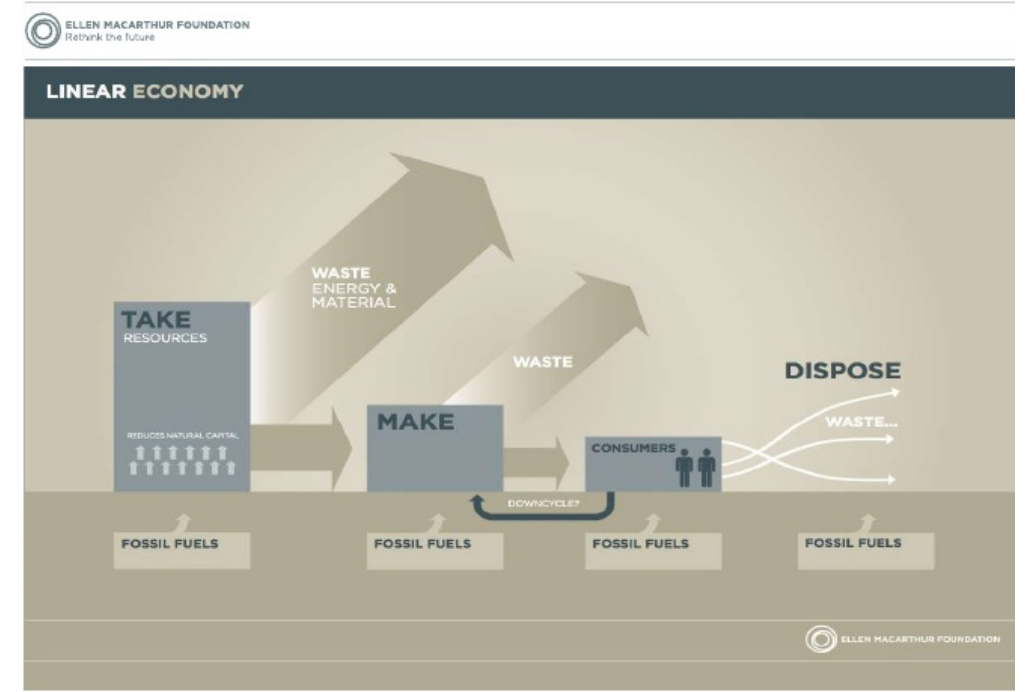 ELLEN MACARTHUR FOUNDATION
Rethink the future
LINEAR ECONOMY
WASTE
ENERGY &
MATERIAL
TAKE
RESOURCES
REDUCES NATURAL CAPITAL
WASTE
MAKE
CONSUMERS
DISPOSE
WASTE...
DOWNCYCLE?
FOSSIL FUELS
FOSSIL FUELS
FOSSIL FUELS
FOSSIL FUELS
ELLEN MACARTHUR FOUNDATION